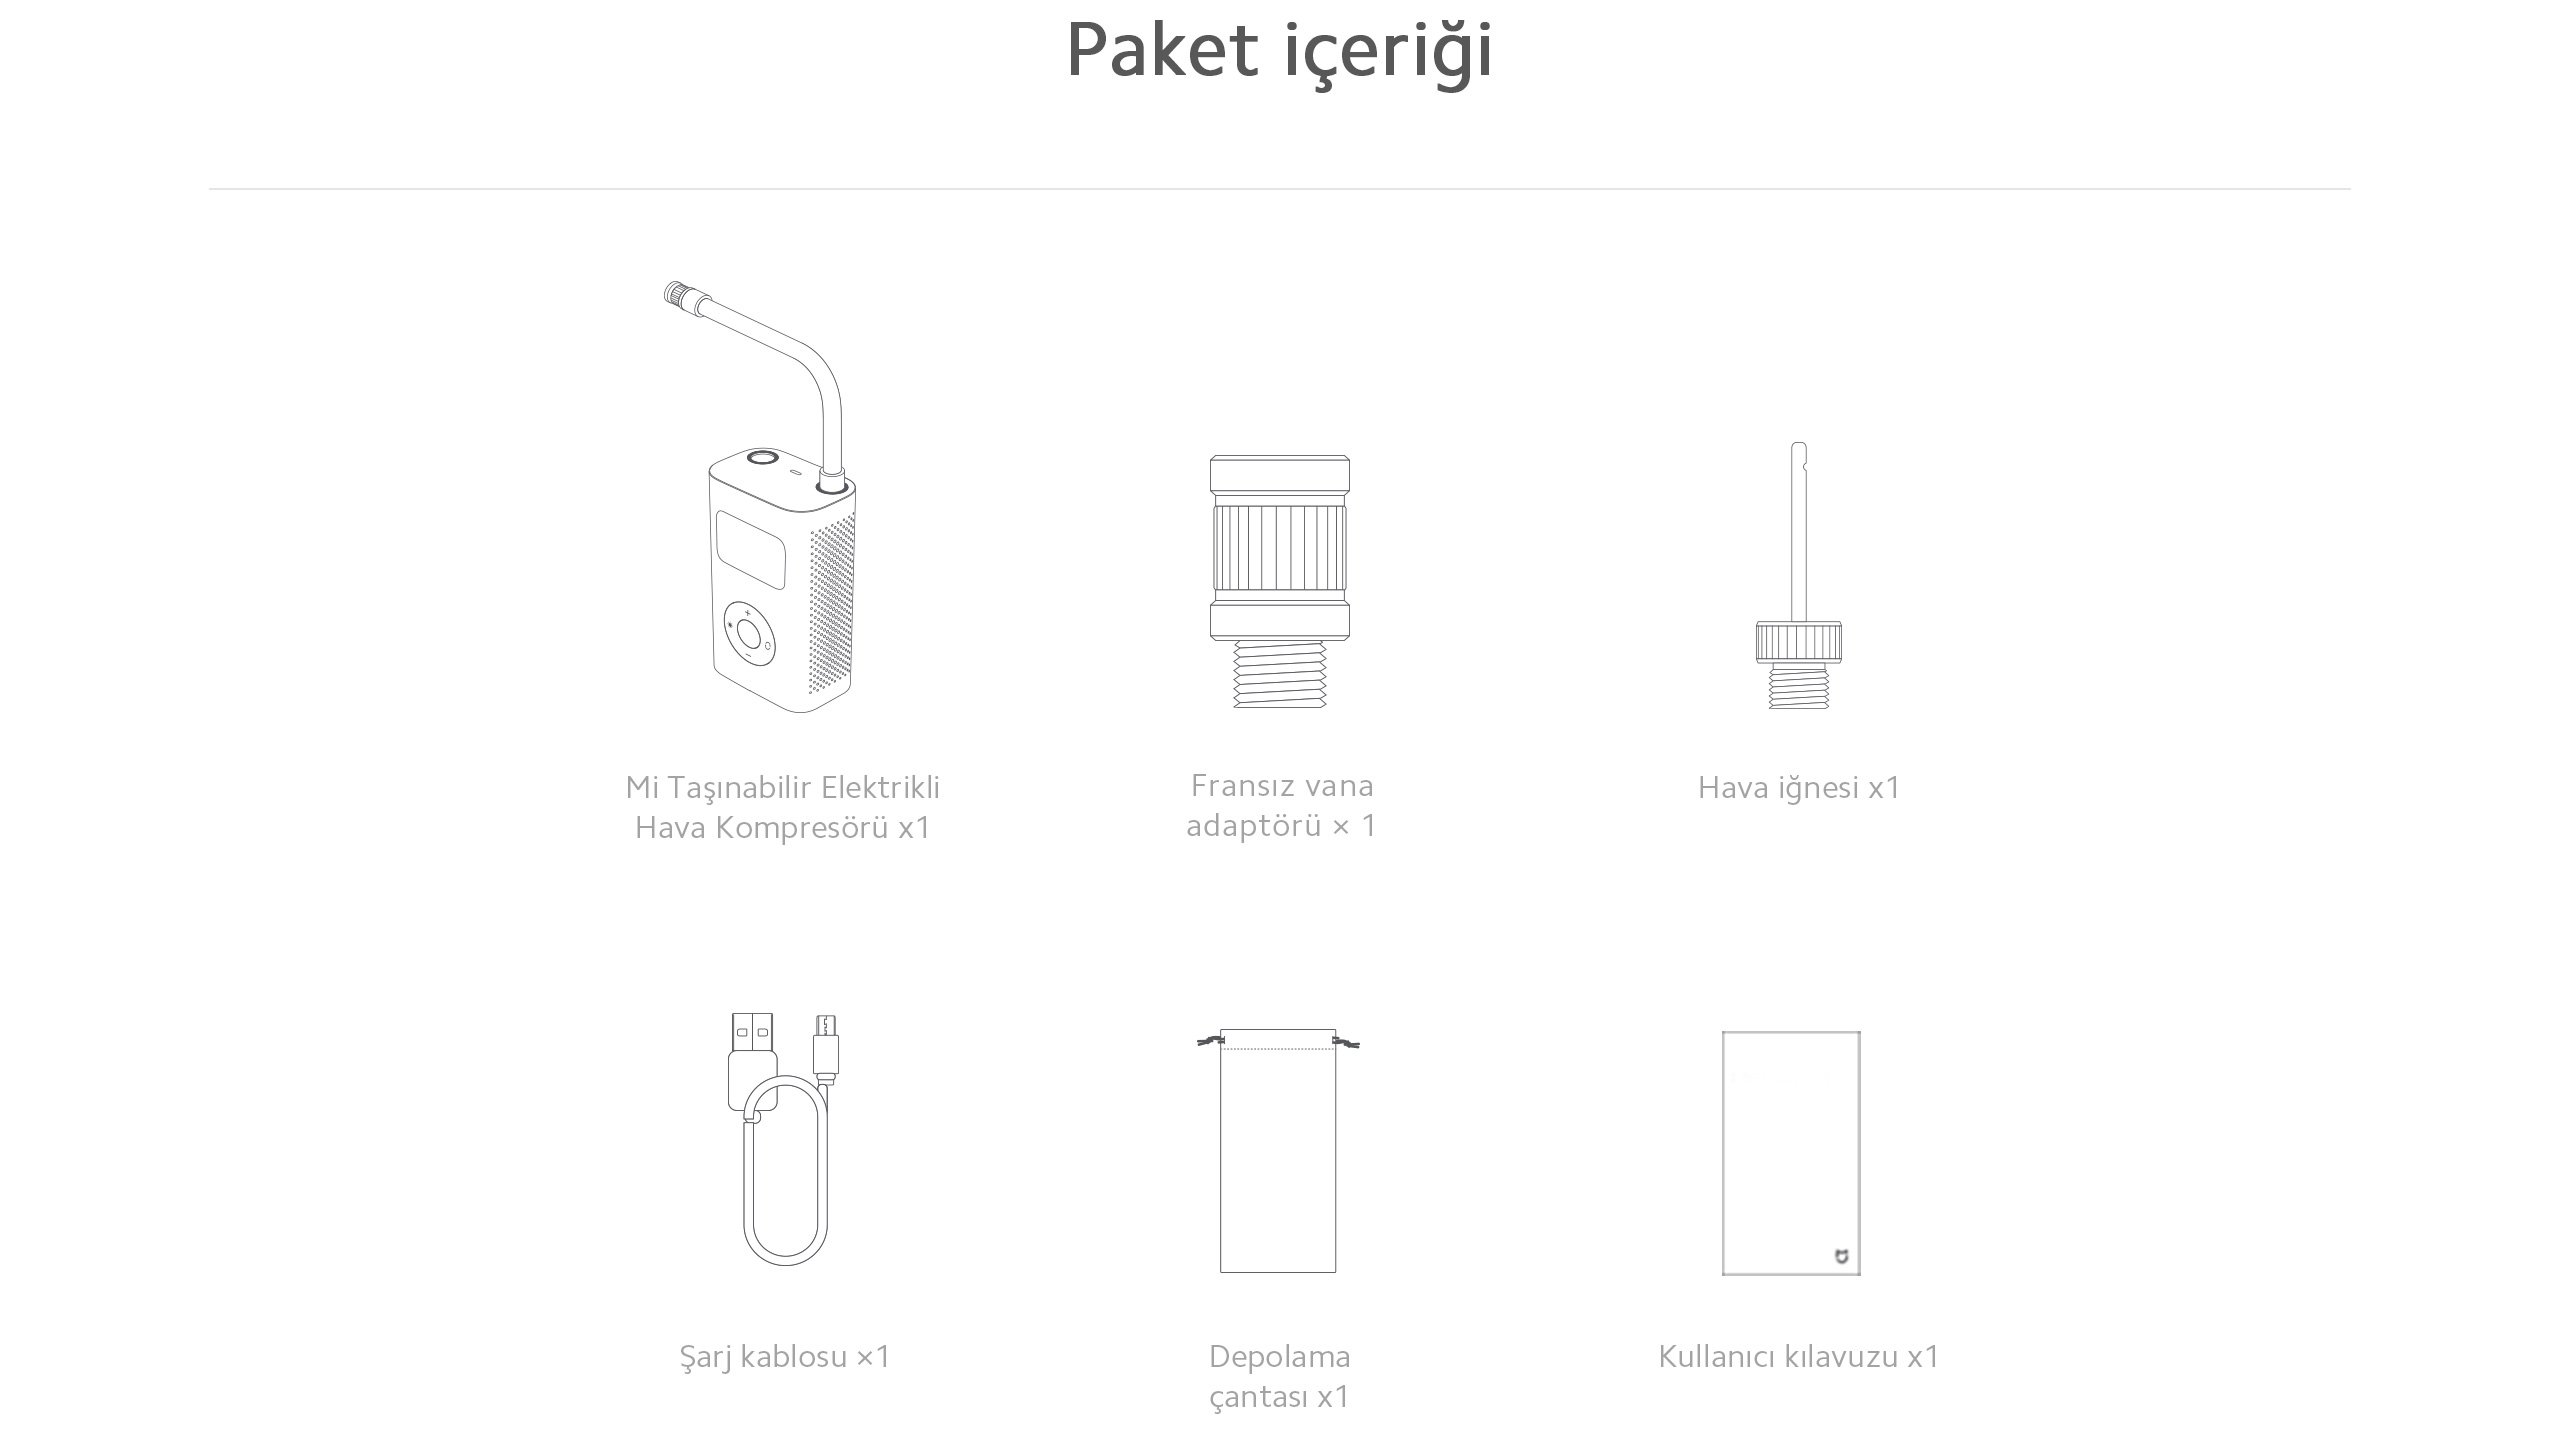 Paket içeriği
Mi Taşınabilir Elektrikli
Hava Kompresörü x1
Fransız vana
adaptörü × 1
Hava iğnesi x1
Şarj kablosu ×1
Depolama
çantası x1
Kullanıcı kılavuzu x1